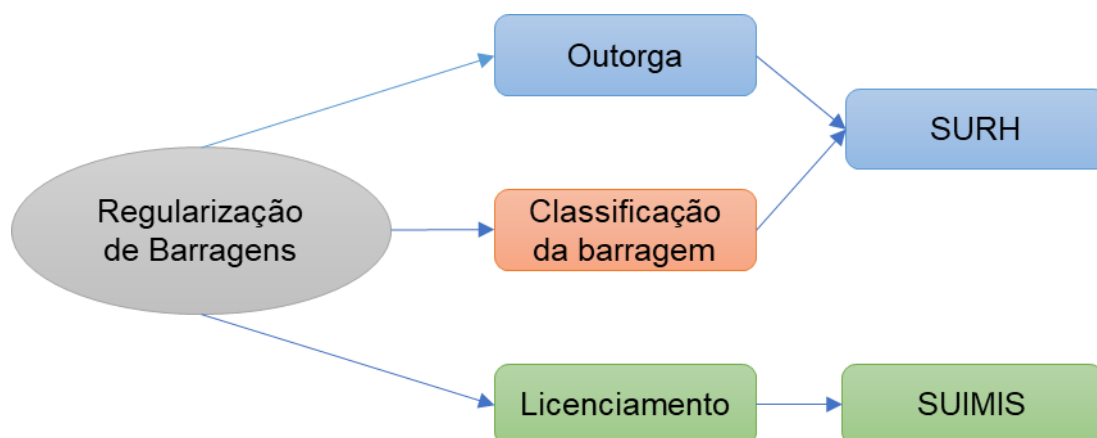 Outorga
SURH
Regularização
de Barragens
Classificação
da barragem
Licenciamento
SUIMIS